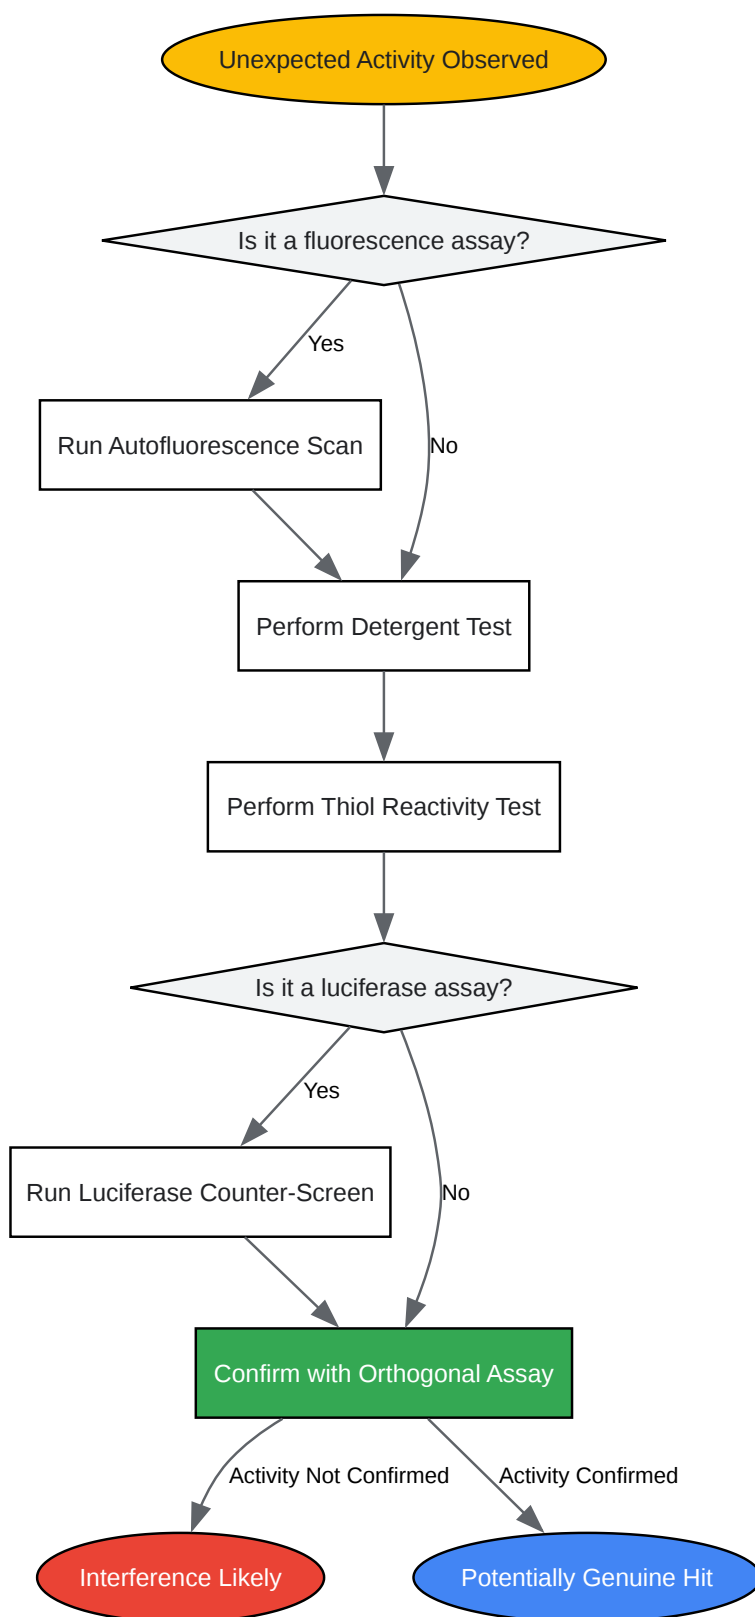 Unexpected Activity Observed
Is it a fluorescence assay?
Yes
Run Autofluorescence Scan
No
Perform Detergent Test
Perform Thiol Reactivity Test
Is it a luciferase assay?
Yes
Run Luciferase Counter-Screen
No
Confirm with Orthogonal Assay
Activity Not Confirmed
Activity Confirmed
Interference Likely
Potentially Genuine Hit